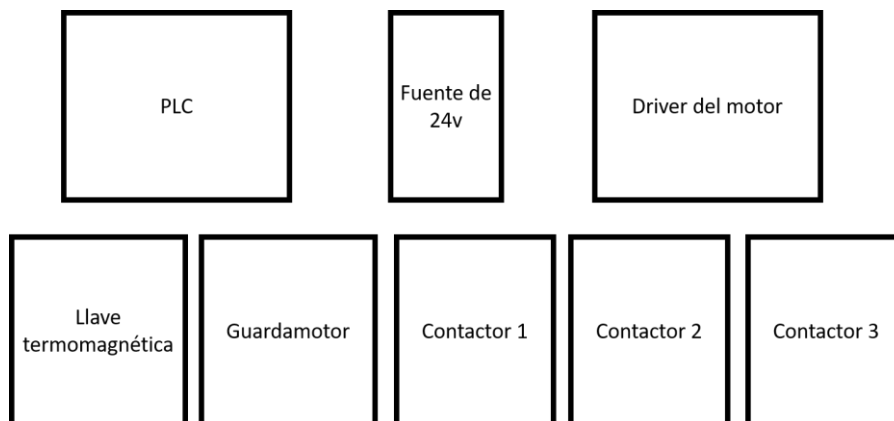 PLC
Fuente de
24v
Driver del motor
Llave
termomagnética
Guardamotor
Contactor 1
Contactor 2
Contactor 3